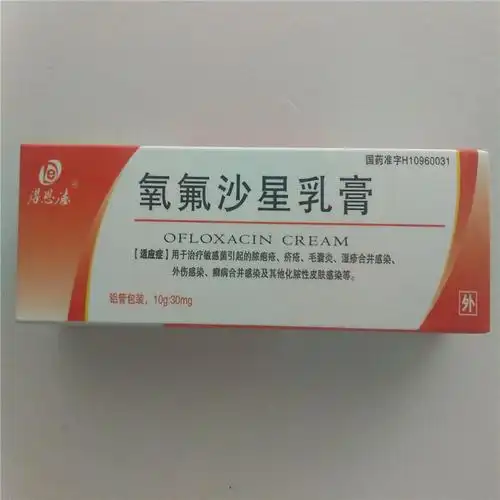 国药准字H10960031
氧氟沙星乳膏
OFLOXACIN CREAM
【适应症】用于治疗敏感菌引起的脓疱疮、疥疮、毛囊炎、湿疹合并感染、
外伤感染、癣病合并感染及其他化脓性皮肤感染等。
铝管包装，10g:30mg
外